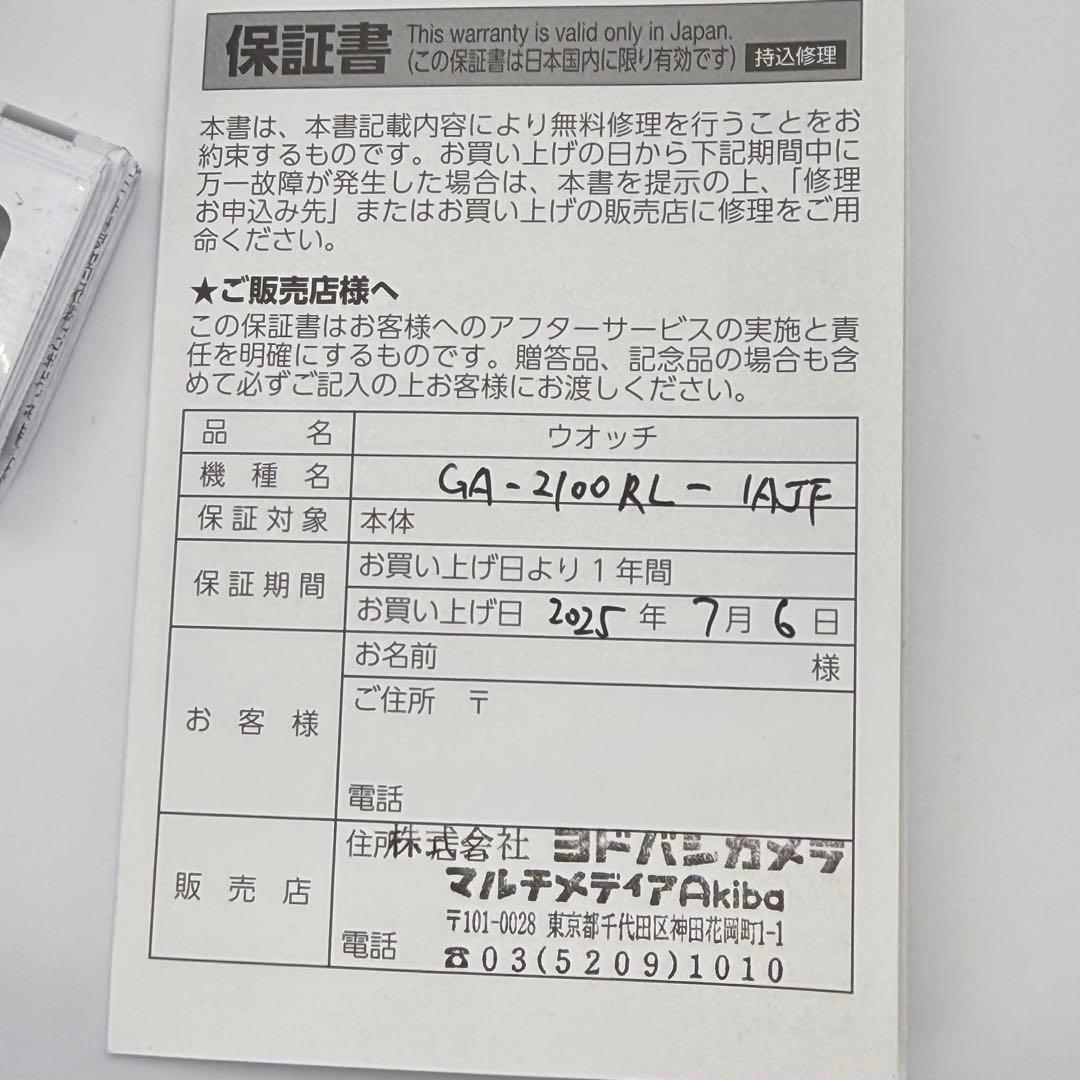 保証書 This warranty is valid only in Japan.
(この保証書は日本国内に限り有効です) 持込修理
本書は、本書記載内容により無料修理を行うことをお
約束するものです。お買い上げの日から下記期間中に
万一故障が発生した場合は、本書を提示の上、「修理
お申込み先」またはお買い上げの販売店に修理をご用
命ください。
★ご販売店様へ
この保証書はお客様へのアフターサービスの実施と責
任を明確にするものです。贈答品、記念品の場合も含
めて必ずご記入の上お客様にお渡しください。
品名 ウオッチ
機種名 GA-2100RL-1AJF
保証対象 本体
保証期間 お買い上げ日より1年間
お買い上げ日 2025年 7月 6日
お客様 お名前 様
ご住所 〒
電話
販売店 住所 株式会社 ヨドバシカメラ
マルチメディアAkiba
〒101-0028 東京都千代田区神田花岡町1-1
電話 ☎03(5209)1010